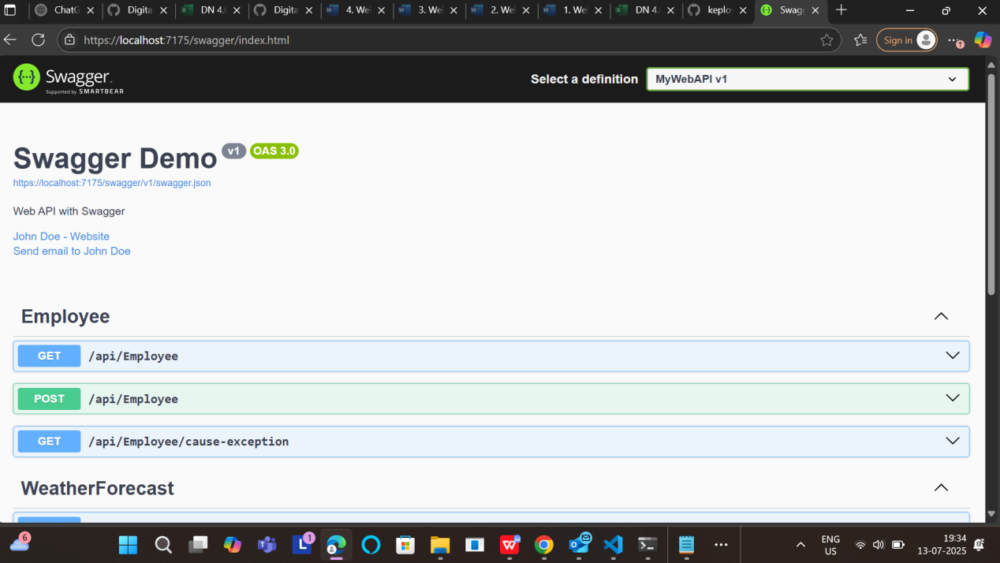 ChatG
Digita
DN 4.
Digita
4. We
3. We
2. We
1. We
DN 4.
keplo
Swag
https://localhost:7175/swagger/index.html
Sign in
Swagger
Supported by SMARTBEAR
Select a definition
MyWebAPI v1
Swagger Demo v1 OAS 3.0
https://localhost:7175/swagger/v1/swagger.json
Web API with Swagger
John Doe - Website
Send email to John Doe
Employee
GET /api/Employee
POST /api/Employee
GET /api/Employee/cause-exception
WeatherForecast
6
L 1
W
ENG
US
19:34
13-07-2025